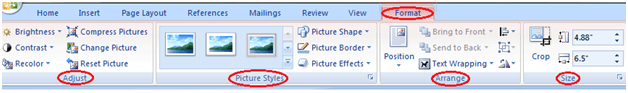 Home Insert Page Layout References Mailings Review View Format
Brightness Compress Pictures Picture Shape Bring to Front 4.88"
Contrast Change Picture Picture Border Send to Back
Recolor Reset Picture Picture Effects Position Text Wrapping Crop 6.5"
Adjust Picture Styles Arrange Size